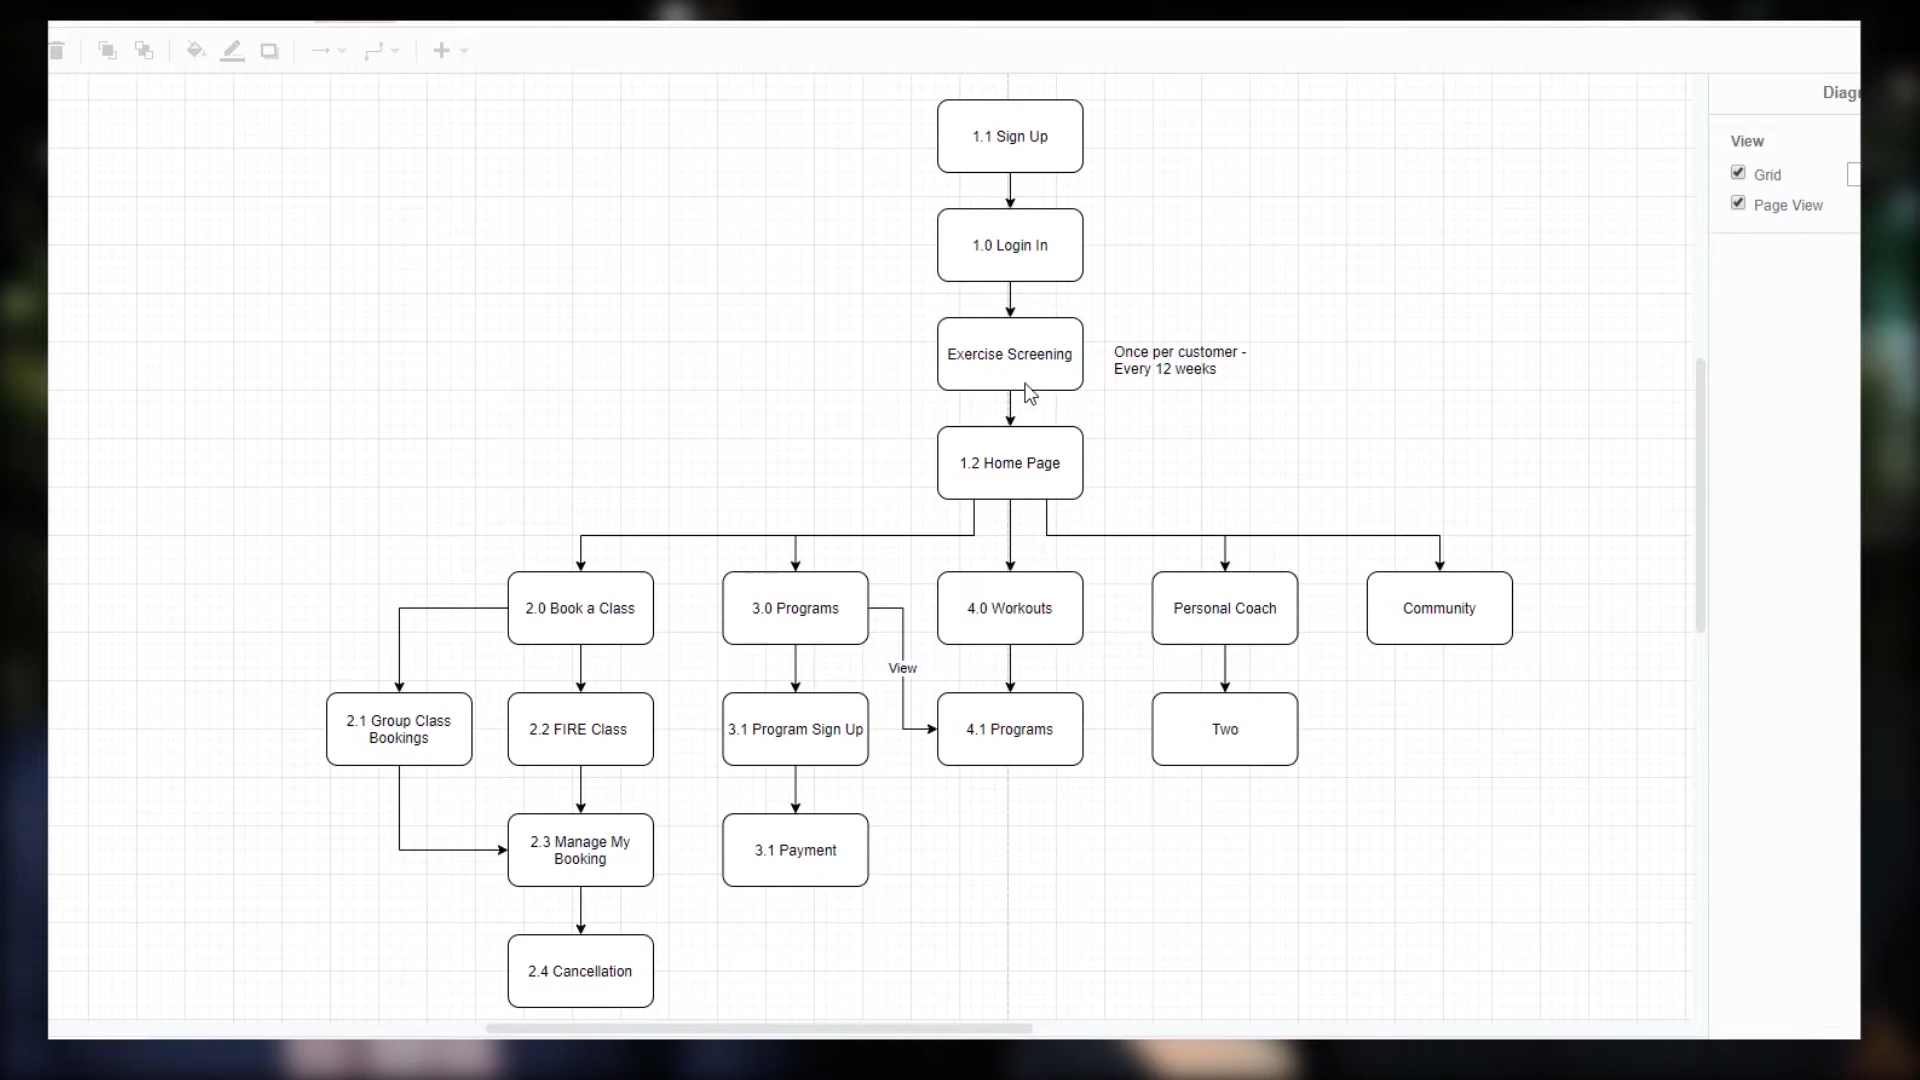 Diagr
View
Grid
Page View
1.1 Sign Up
1.0 Login In
Exercise Screening
Once per customer -
Every 12 weeks
1.2 Home Page
2.0 Book a Class
3.0 Programs
4.0 Workouts
Personal Coach
Community
View
2.1 Group Class
Bookings
2.2 FIRE Class
3.1 Program Sign Up
4.1 Programs
Two
2.3 Manage My
Booking
3.1 Payment
2.4 Cancellation